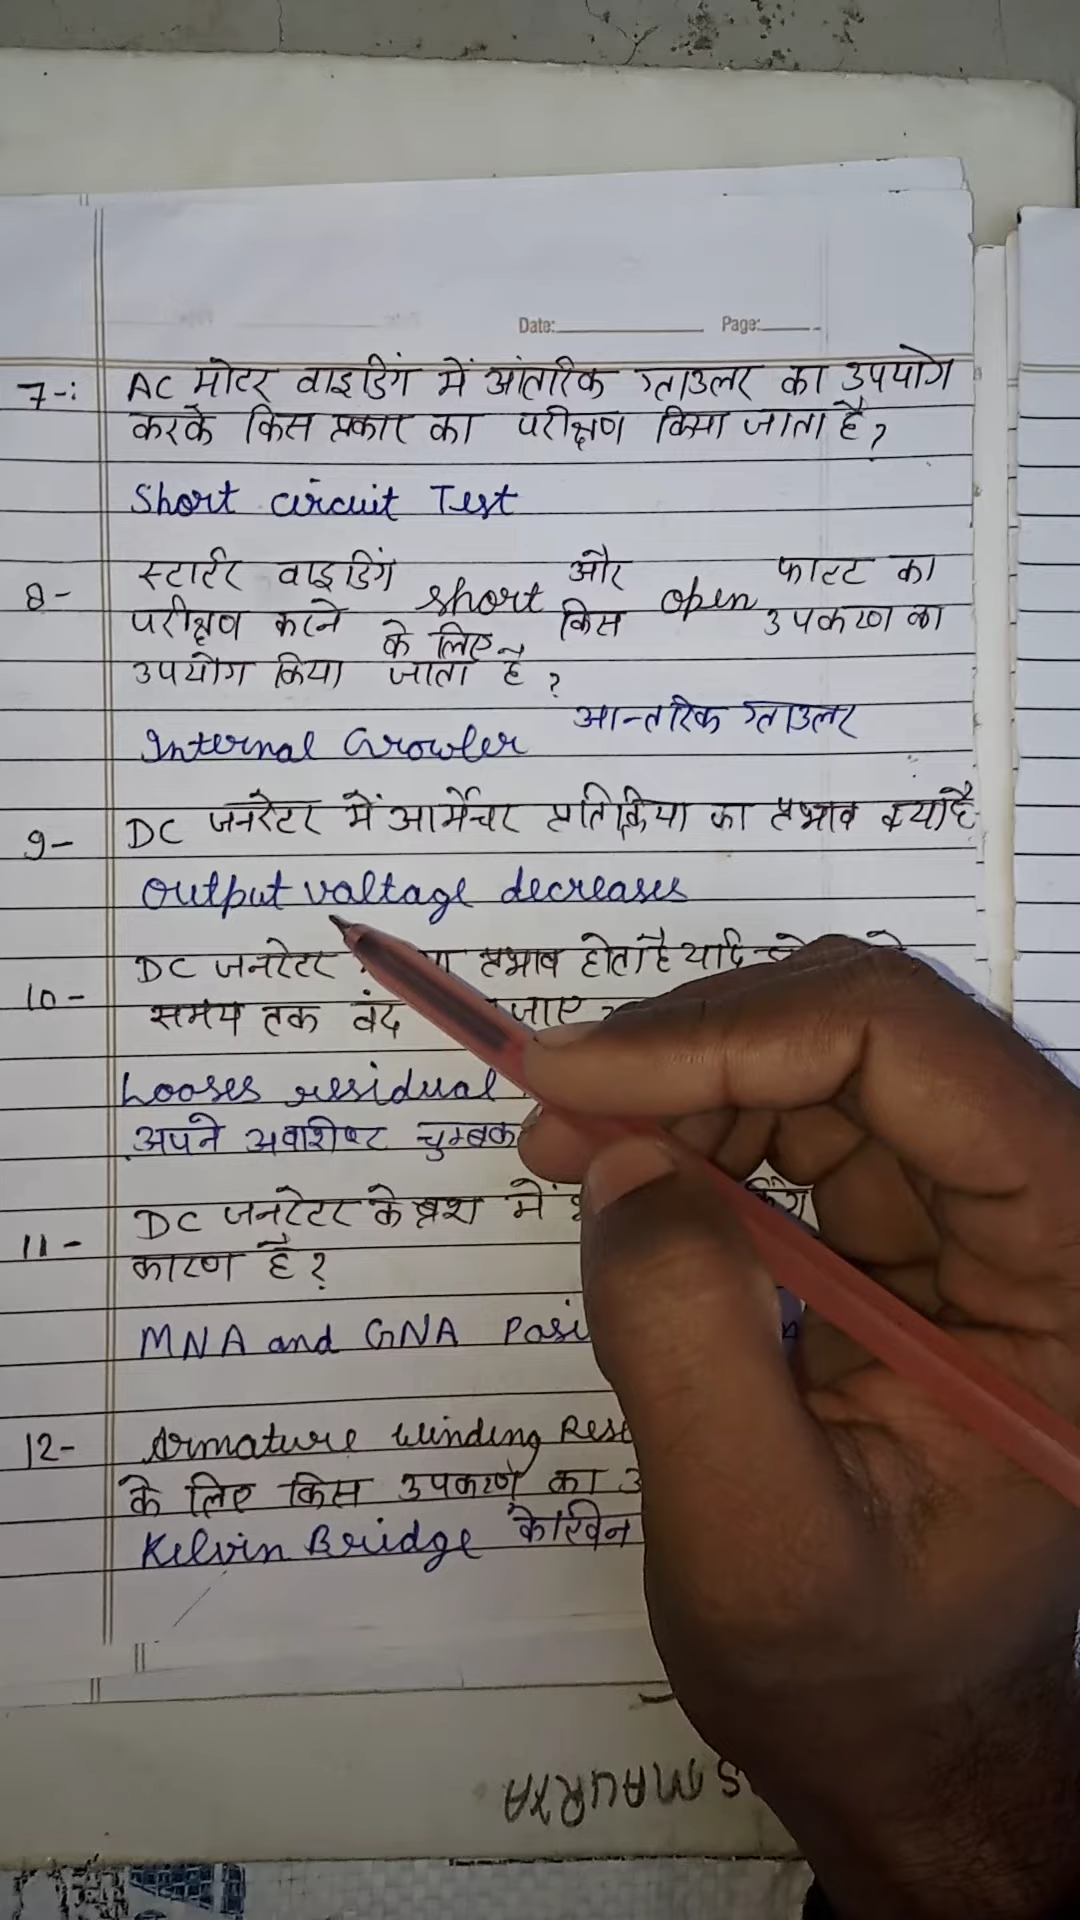 Date: Page:
7-: AC मोटर वाइडिंग में आंतरिक ग्राउलर का उपयोग
करके किस प्रकार का परीक्षण किया जाता है?
Short circuit Test
8- स्टार्टर वाइडिंग short और open फाल्ट का
परीक्षण करने के लिए किस उपकरण का
उपयोग किया जाता है?
Internal Growler आन्तरिक ग्राउलर
9- DC जनरेटर में आर्मेचर प्रतिक्रिया का प्रभाव क्या है
Output voltage decreases
10- DC जनरेटर प्रभाव होता है यदि
समय तक बंद जाए ?
Looses residual
अपने अवशिष्ट चुम्बक
11- DC जनरेटर के ब्रश में
कारण है?
MNA and GNA Posi
12- Armature winding Resi
के लिए किस उपकरण का उ
Kelvin Bridge केल्विन
S MAURYA